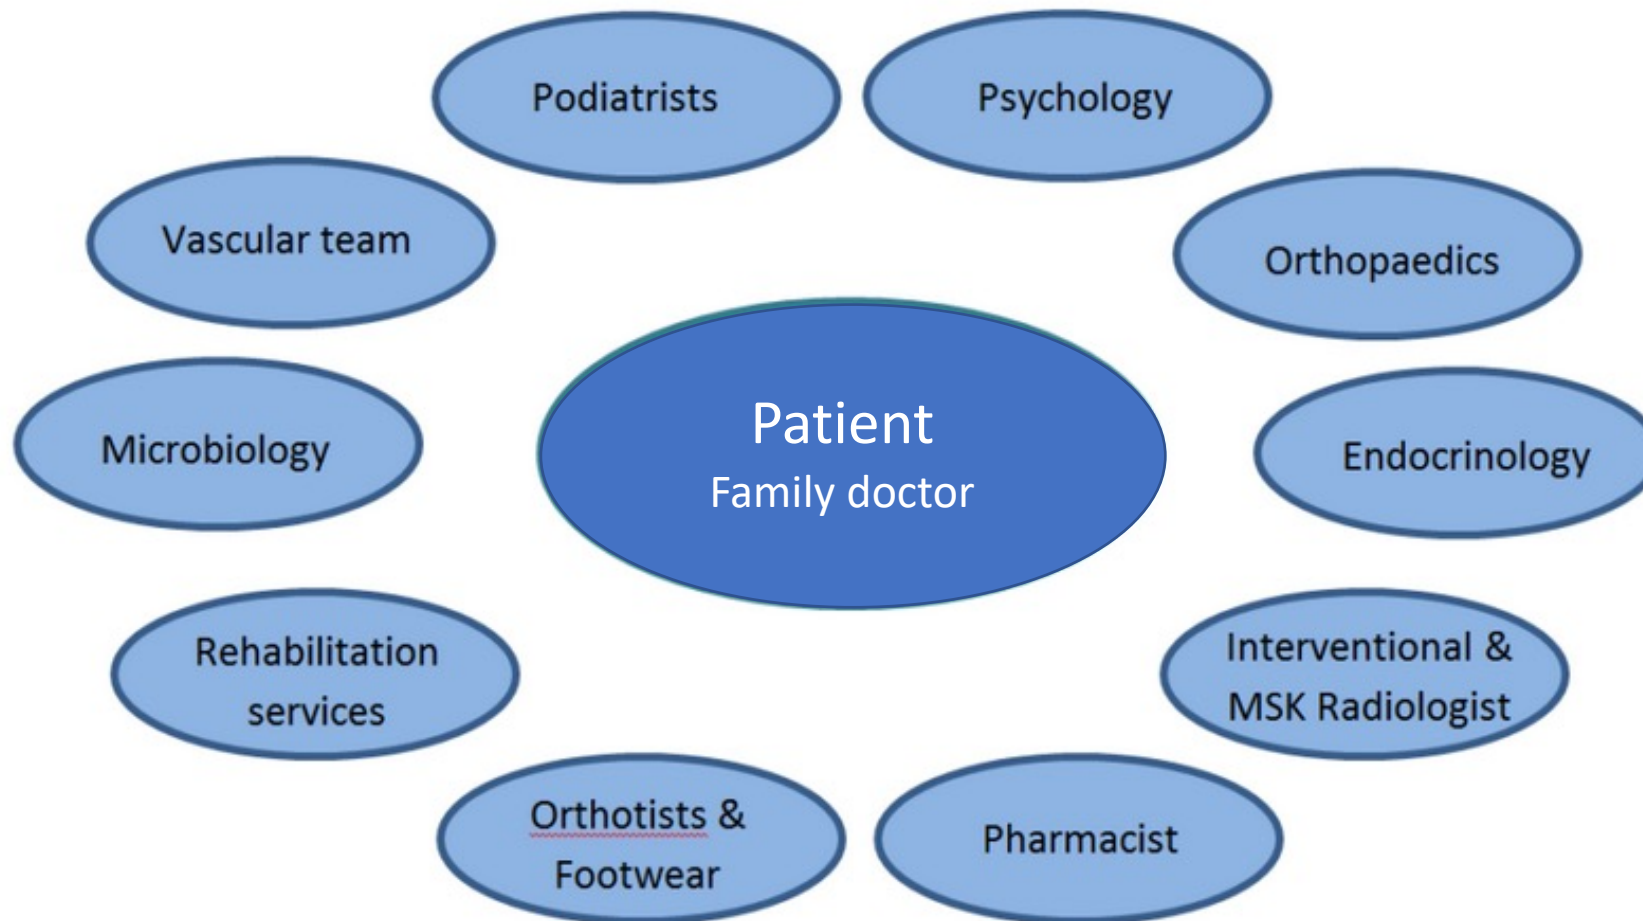 Podiatrists
Psychology
Vascular team
Orthopaedics
Patient
Family doctor
Microbiology
Endocrinology
Rehabilitation
services
Interventional &
MSK Radiologist
Orthotists &
Footwear
Pharmacist